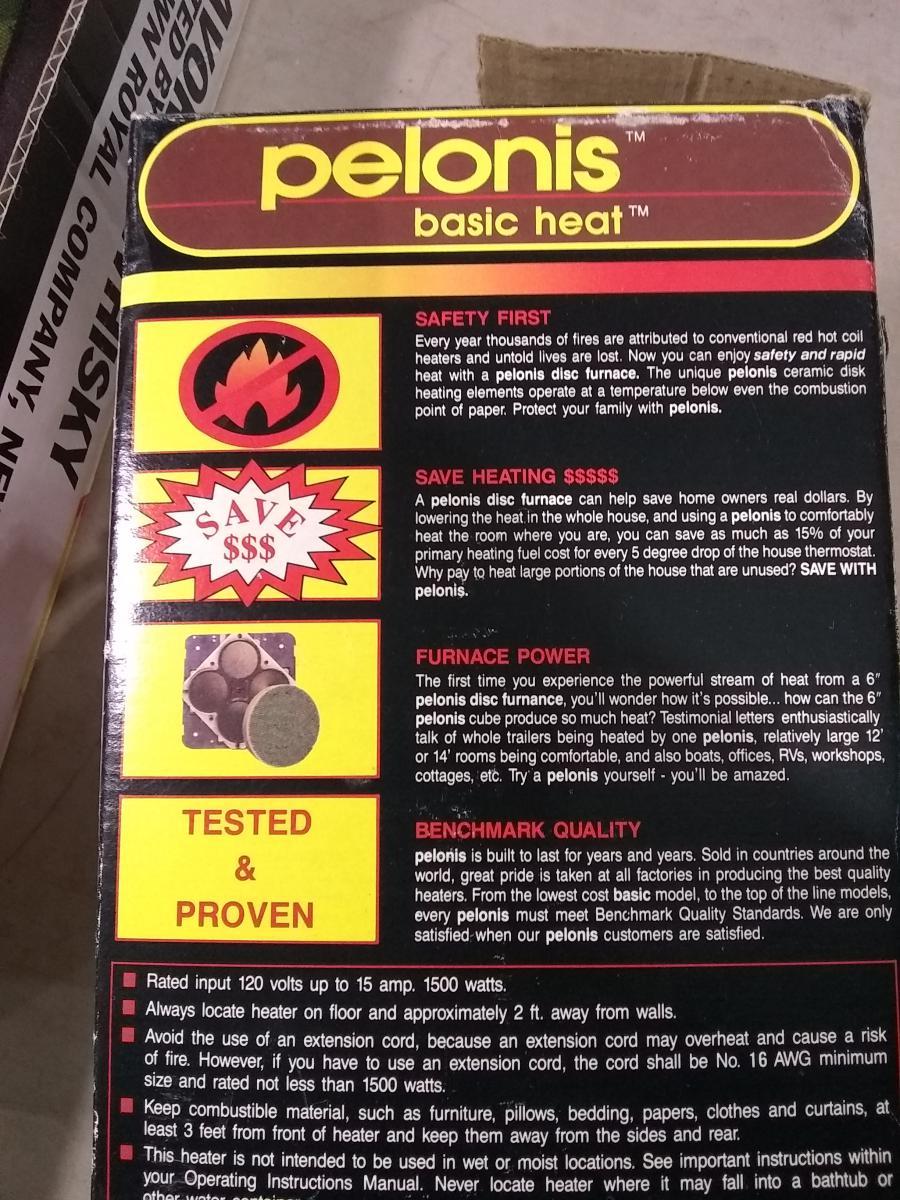 AVON
TED BY
WN ROYAL
WHISKY
COMPANY, NE
pelonis™
basic heat™
SAFETY FIRST
Every year thousands of fires are attributed to conventional red hot coil
heaters and untold lives are lost. Now you can enjoy safety and rapid
heat with a pelonis disc furnace. The unique pelonis ceramic disk
heating elements operate at a temperature below even the combustion
point of paper. Protect your family with pelonis.
SAVE
$$$
SAVE HEATING $$$$$
A pelonis disc furnace can help save home owners real dollars. By
lowering the heat in the whole house, and using a pelonis to comfortably
heat the room where you are, you can save as much as 15% of your
primary heating fuel cost for every 5 degree drop of the house thermostat.
Why pay to heat large portions of the house that are unused? SAVE WITH
pelonis.
FURNACE POWER
The first time you experience the powerful stream of heat from a 6"
pelonis disc furnance, you'll wonder how it's possible... how can the 6"
pelonis cube produce so much heat? Testimonial letters enthusiastically
talk of whole trailers being heated by one pelonis, relatively large 12'
or 14' rooms being comfortable, and also boats, offices, RVs, workshops,
cottages, etc. Try a pelonis yourself - you'll be amazed.
TESTED
&
PROVEN
BENCHMARK QUALITY
pelonis is built to last for years and years. Sold in countries around the
world, great pride is taken at all factories in producing the best quality
heaters. From the lowest cost basic model, to the top of the line models,
every pelonis must meet Benchmark Quality Standards. We are only
satisfied when our pelonis customers are satisfied.
Rated input 120 volts up to 15 amp. 1500 watts.
Always locate heater on floor and approximately 2 ft. away from walls.
Avoid the use of an extension cord, because an extension cord may overheat and cause a risk
of fire. However, if you have to use an extension cord, the cord shall be No. 16 AWG minimum
size and rated not less than 1500 watts.
Keep combustible material, such as furniture, pillows, bedding, papers, clothes and curtains, at
least 3 feet from front of heater and keep them away from the sides and rear.
This heater is not intended to be used in wet or moist locations. See important instructions within
your Operating Instructions Manual. Never locate heater where it may fall into a bathtub or
other water